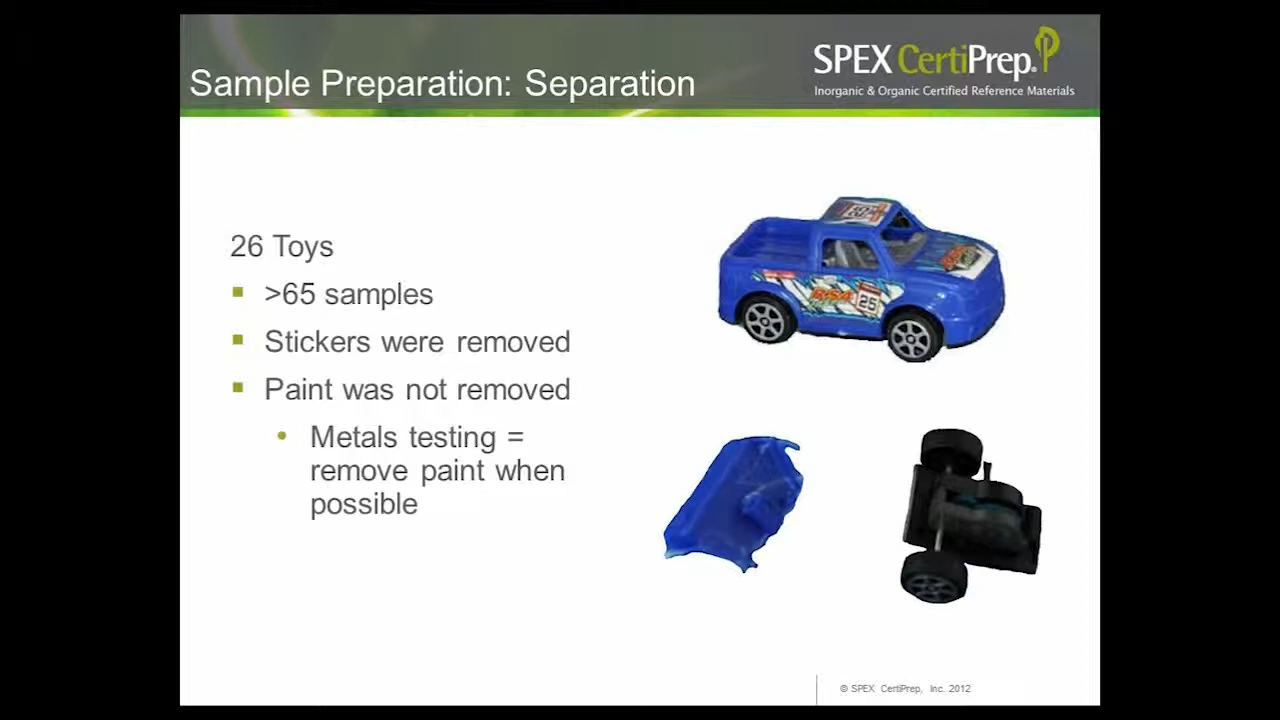 Sample Preparation: Separation
SPEX CertiPrep.
Inorganic & Organic Certified Reference Materials
26 Toys
>65 samples
Stickers were removed
Paint was not removed
Metals testing =
remove paint when
possible
25
© SPEX CertiPrep, Inc. 2012